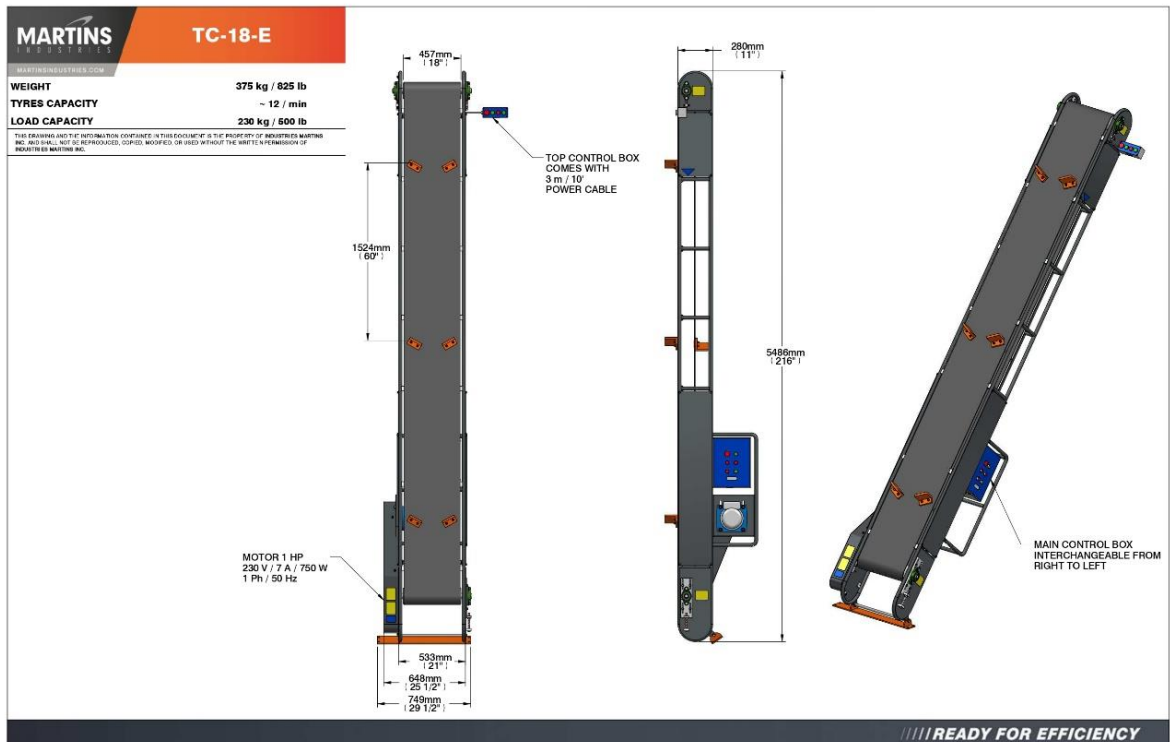 MARTINS
INDUSTRIES
MARTINSINDUSTRIES.COM
TC-18-E
WEIGHT 375 kg / 825 lb
TYRES CAPACITY ~ 12 / min
LOAD CAPACITY 230 kg / 500 lb
THIS DRAWING AND THE INFORMATION CONTAINED IN THIS DOCUMENT IS THE PROPERTY OF INDUSTRIES MARTINS
INC. AND SHALL NOT BE REPRODUCED, COPIED, MODIFIED, OR USED WITHOUT THE WRITTEN PERMISSION OF
INDUSTRIES MARTINS INC.
457mm
( 18" )
TOP CONTROL BOX
COMES WITH
3 m / 10'
POWER CABLE
1524mm
( 60" )
MOTOR 1 HP
230 V / 7 A / 750 W
1 Ph / 50 Hz
533mm
( 21" )
648mm
( 25 1/2" )
749mm
( 29 1/2" )
280mm
( 11" )
5486mm
( 216" )
MAIN CONTROL BOX
INTERCHANGEABLE FROM
RIGHT TO LEFT
/////READY FOR EFFICIENCY